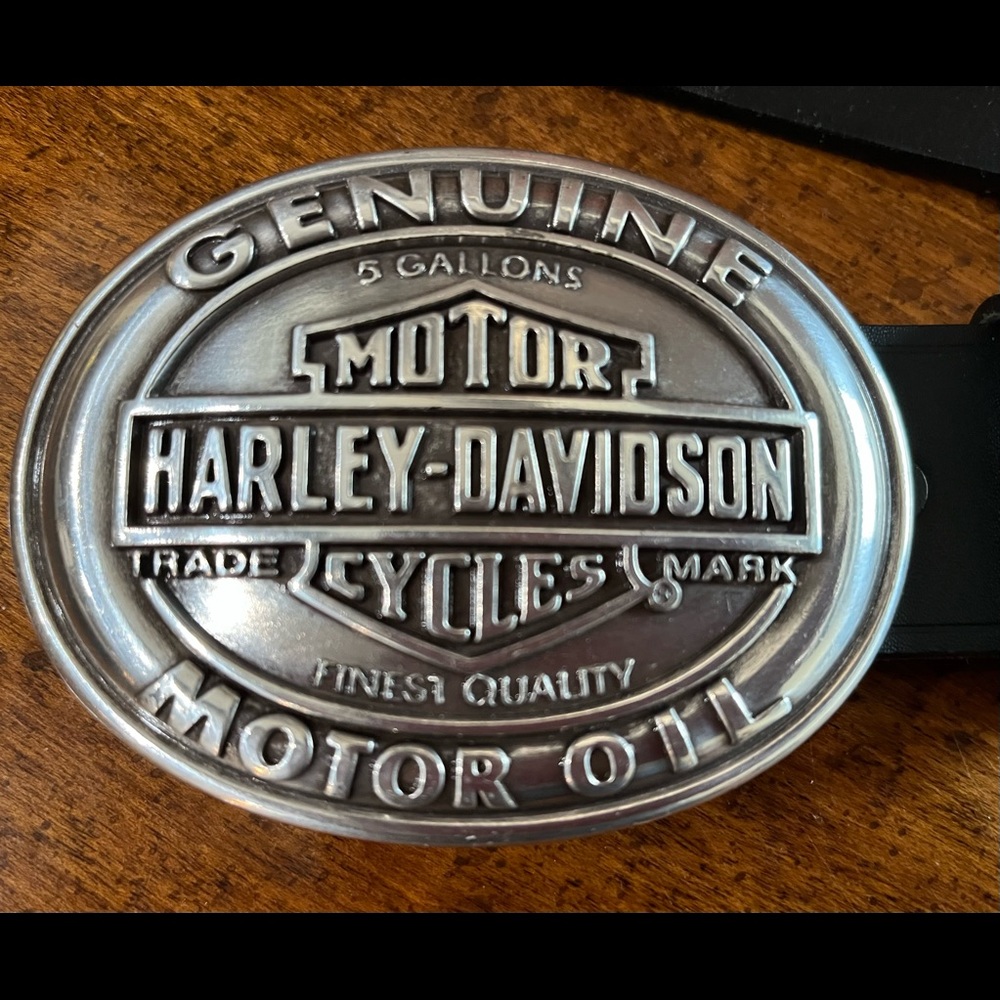 GENUINE
5 GALLONS
MOTOR
HARLEY-DAVIDSON
TRADE CYCLES ® MARK
FINEST QUALITY
MOTOR OIL